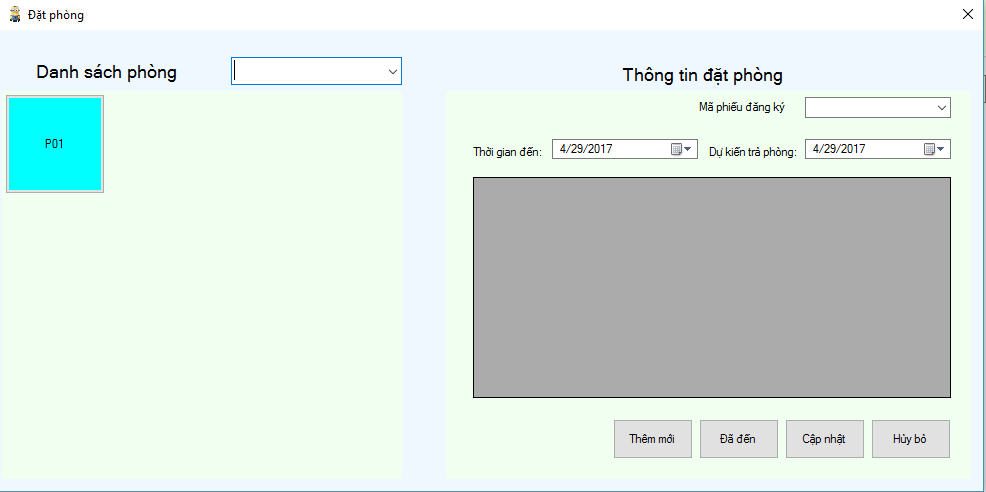 Đặt phòng
Danh sách phòng
P01
Thông tin đặt phòng
Mã phiếu đăng ký
Thời gian đến: 4/29/2017 Dự kiến trả phòng: 4/29/2017
Thêm mới Đã đến Cập nhật Hủy bỏ